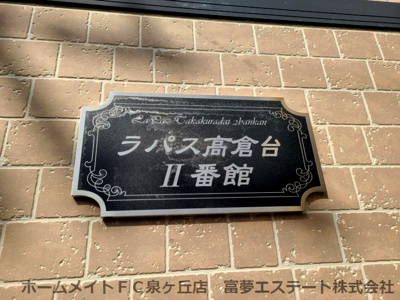 La Pas Takakuradai 2bankan
ラパス高倉台
II番館
ホームメイトFC泉ヶ丘店 富夢エステート株式会社